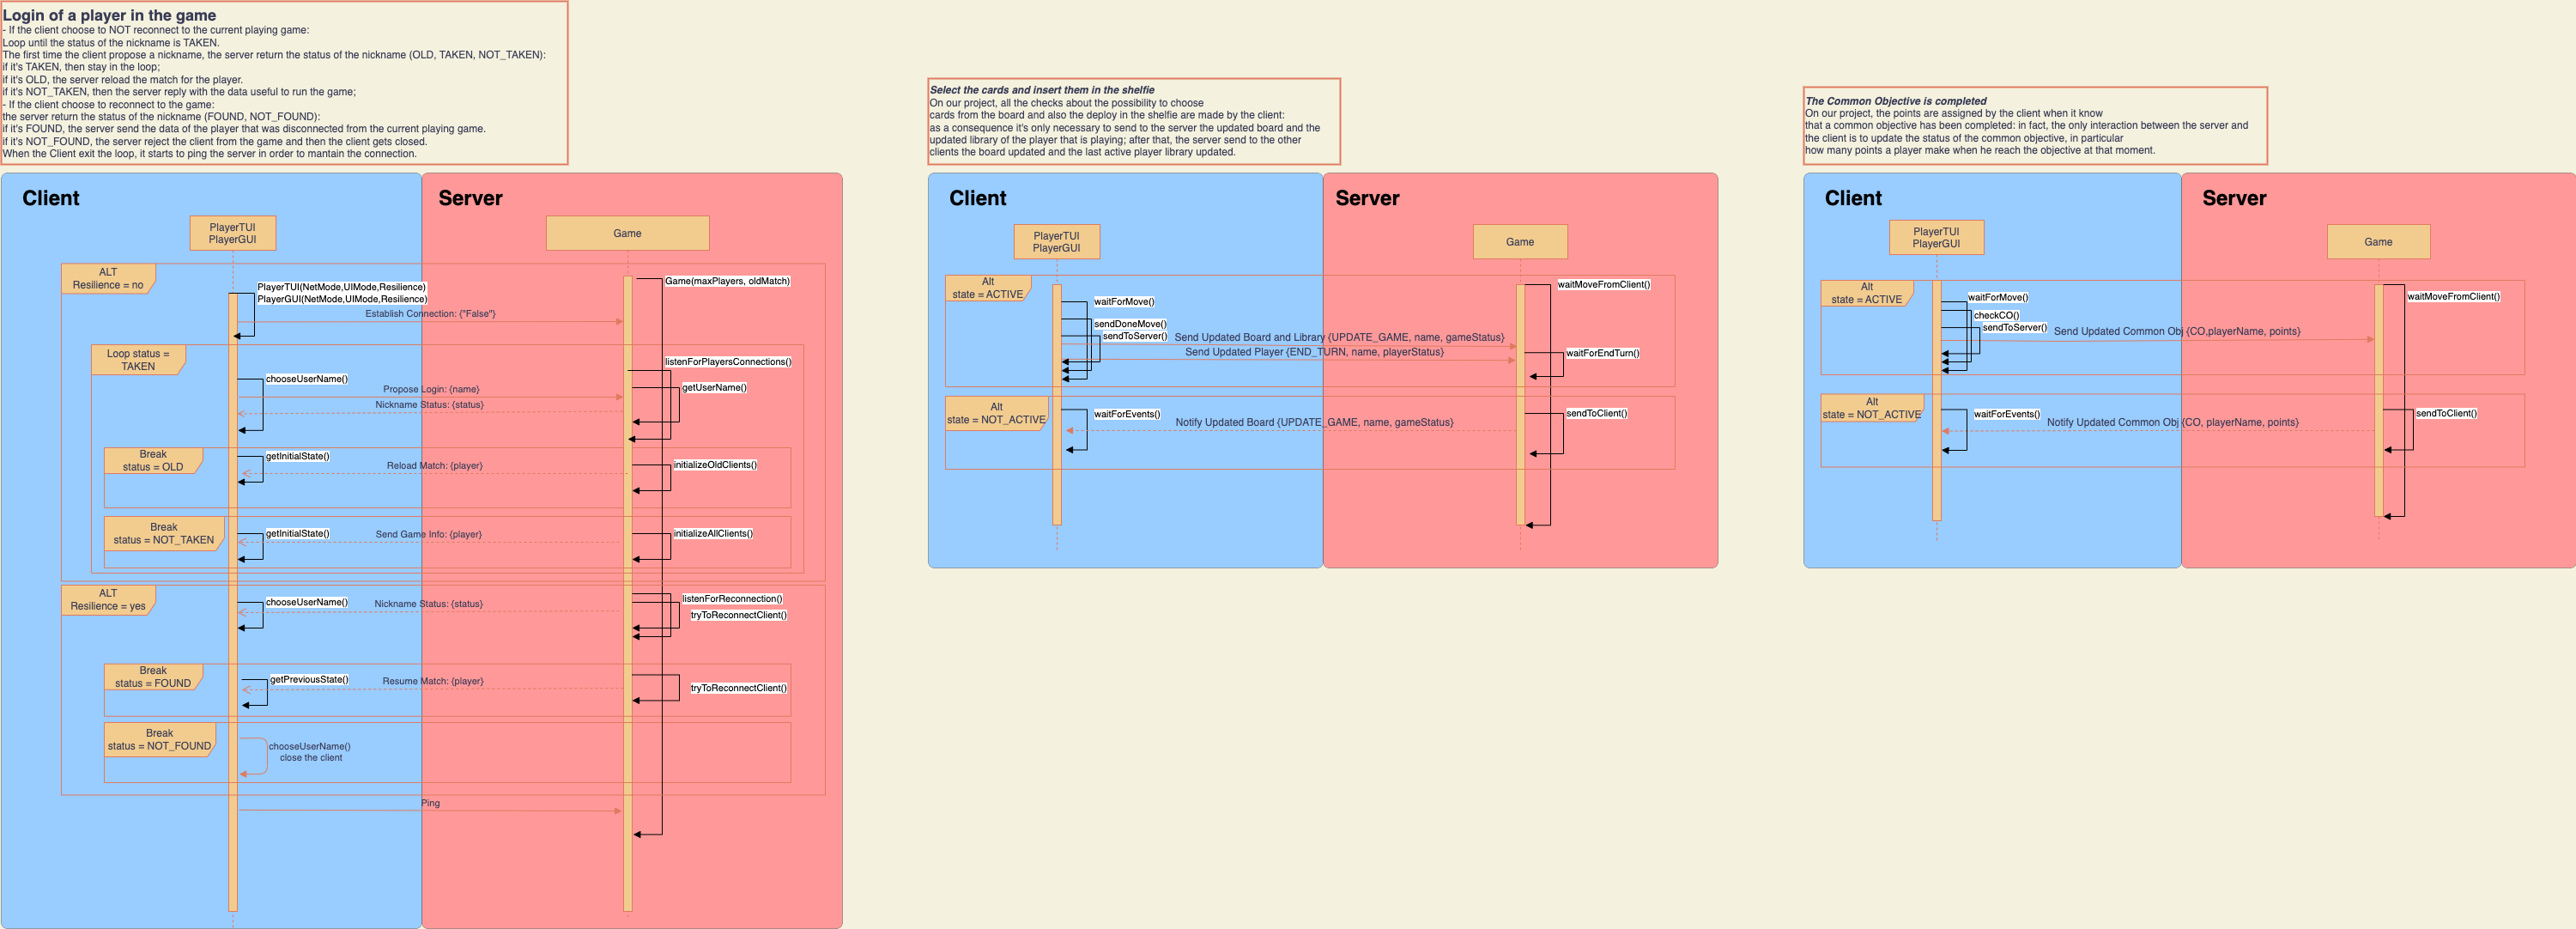 Login of a player in the game
- If the client choose to NOT reconnect to the current playing game:
Loop until the status of the nickname is TAKEN.
The first time the client propose a nickname, the server return the status of the nickname (OLD, TAKEN, NOT_TAKEN):
if it's TAKEN, then stay in the loop;
if it's OLD, the server reload the match for the player.
if it's NOT_TAKEN, then the server reply with the data useful to run the game;
- If the client choose to reconnect to the game:
the server return the status of the nickname (FOUND, NOT_FOUND):
if it's FOUND, the server send the data of the player that was disconnected from the current playing game.
if it's NOT_FOUND, the server reject the client from the game and then the client gets closed.
When the Client exit the loop, it starts to ping the server in order to mantain the connection.
Client
Server
PlayerTUI
PlayerGUI
Game
ALT
Resilience = no
PlayerTUI(NetMode,UIMode,Resilience)
PlayerGUI(NetMode,UIMode,Resilience)
Game(maxPlayers, oldMatch)
Establish Connection: {"False"}
Loop status =
TAKEN
listenForPlayersConnections()
chooseUserName()
Propose Login: {name}
getUserName()
Nickname Status: {status}
Break
status = OLD
getInitialState()
Reload Match: {player}
initializeOldClients()
Break
status = NOT_TAKEN
getInitialState()
Send Game Info: {player}
initializeAllClients()
ALT
Resilience = yes
chooseUserName()
Nickname Status: {status}
listenForReconnection()
tryToReconnectClient()
Break
status = FOUND
getPreviousState()
Resume Match: {player}
tryToReconnectClient()
Break
status = NOT_FOUND
chooseUserName()
close the client
Ping
Select the cards and insert them in the shelfie
On our project, all the checks about the possibility to choose
cards from the board and also the deploy in the shelfie are made by the client:
as a consequence it's only necessary to send to the server the updated board and the
updated library of the player that is playing; after that, the server send to the other
clients the board updated and the last active player library updated.
Client
Server
PlayerTUI
PlayerGUI
Game
Alt
state = ACTIVE
waitForMove()
waitMoveFromClient()
sendDoneMove()
sendToServer()
Send Updated Board and Library {UPDATE_GAME, name, gameStatus}
Send Updated Player {END_TURN, name, playerStatus}
waitForEndTurn()
Alt
state = NOT_ACTIVE
waitForEvents()
Notify Updated Board {UPDATE_GAME, name, gameStatus}
sendToClient()
The Common Objective is completed
On our project, the points are assigned by the client when it know
that a common objective has been completed: in fact, the only interaction between the server and
the client is to update the status of the common objective, in particular
how many points a player make when he reach the objective at that moment.
Client
Server
PlayerTUI
PlayerGUI
Game
Alt
state = ACTIVE
waitForMove()
waitMoveFromClient()
checkCO()
sendToServer()
Send Updated Common Obj {CO,playerName, points}
Alt
state = NOT_ACTIVE
waitForEvents()
Notify Updated Common Obj {CO, playerName, points}
sendToClient()